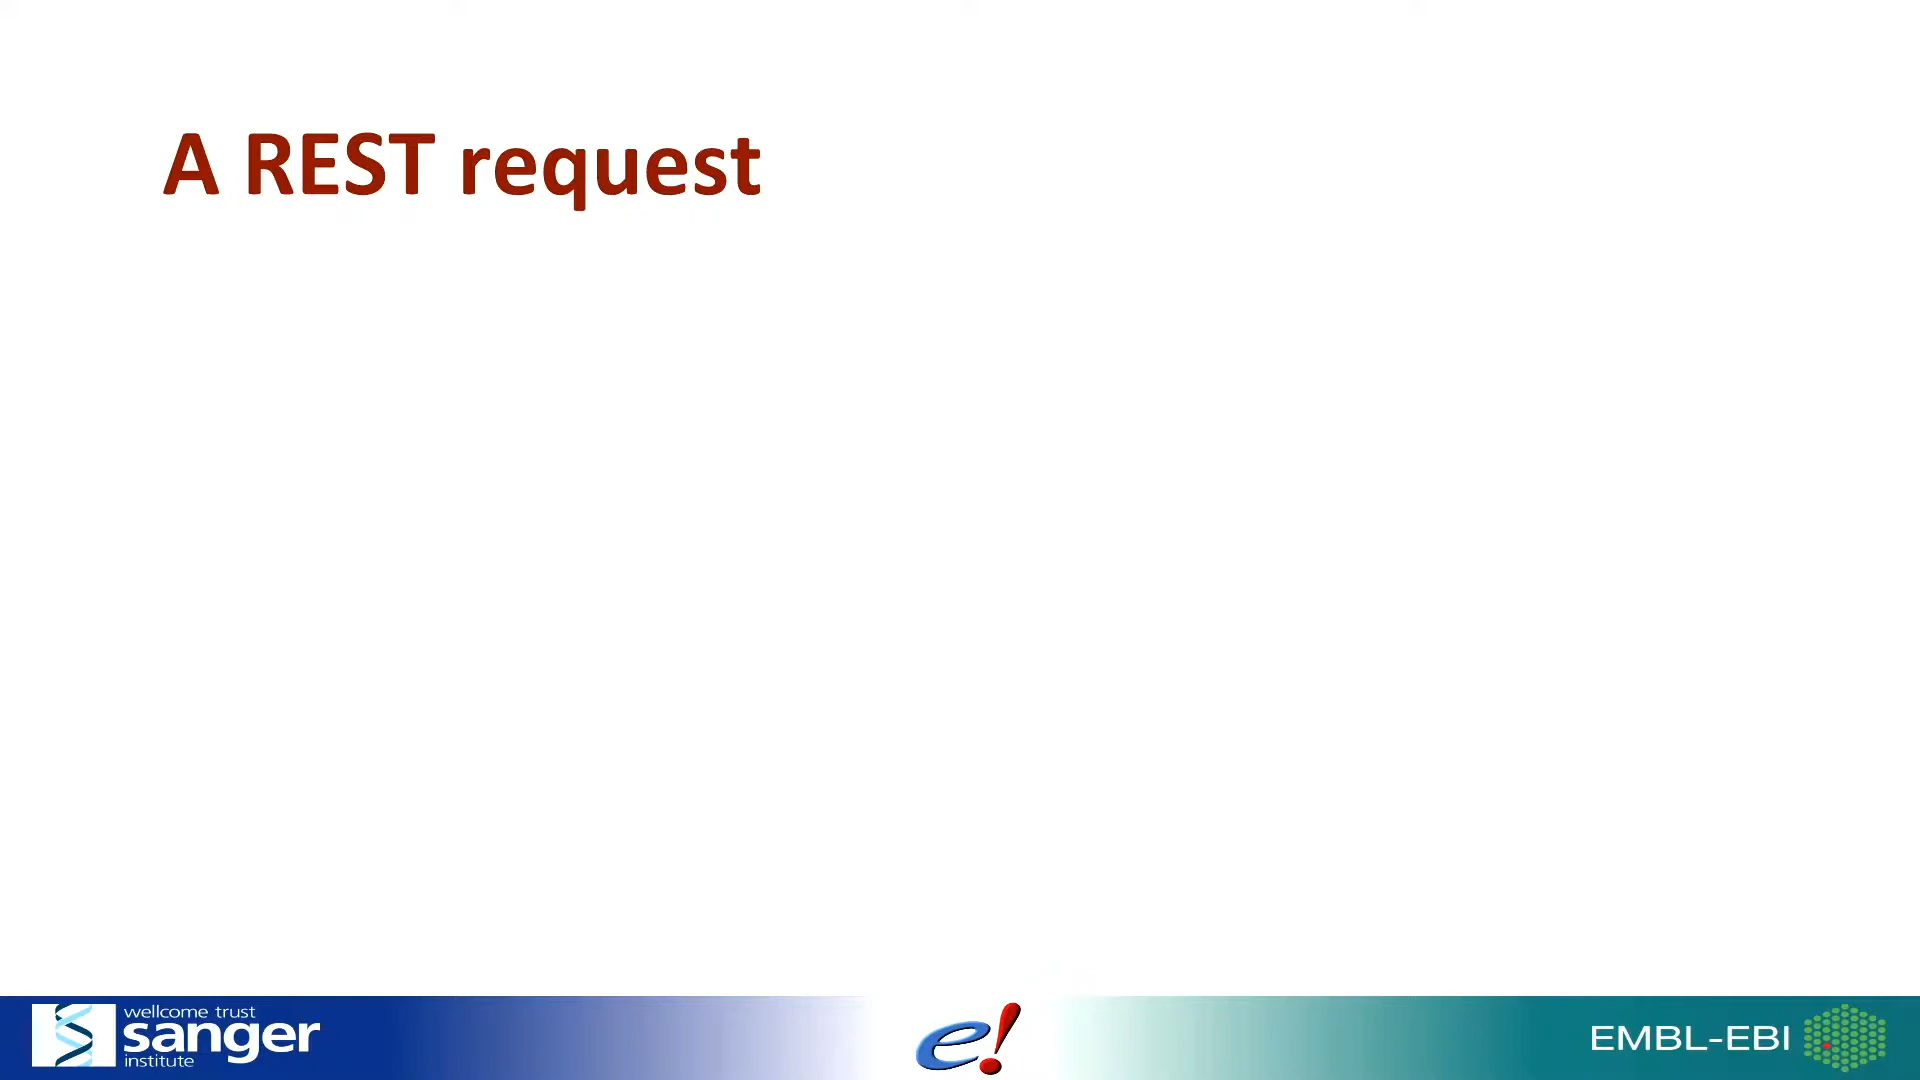 A REST request
wellcome trust
sanger
institute
e!
EMBL-EBI